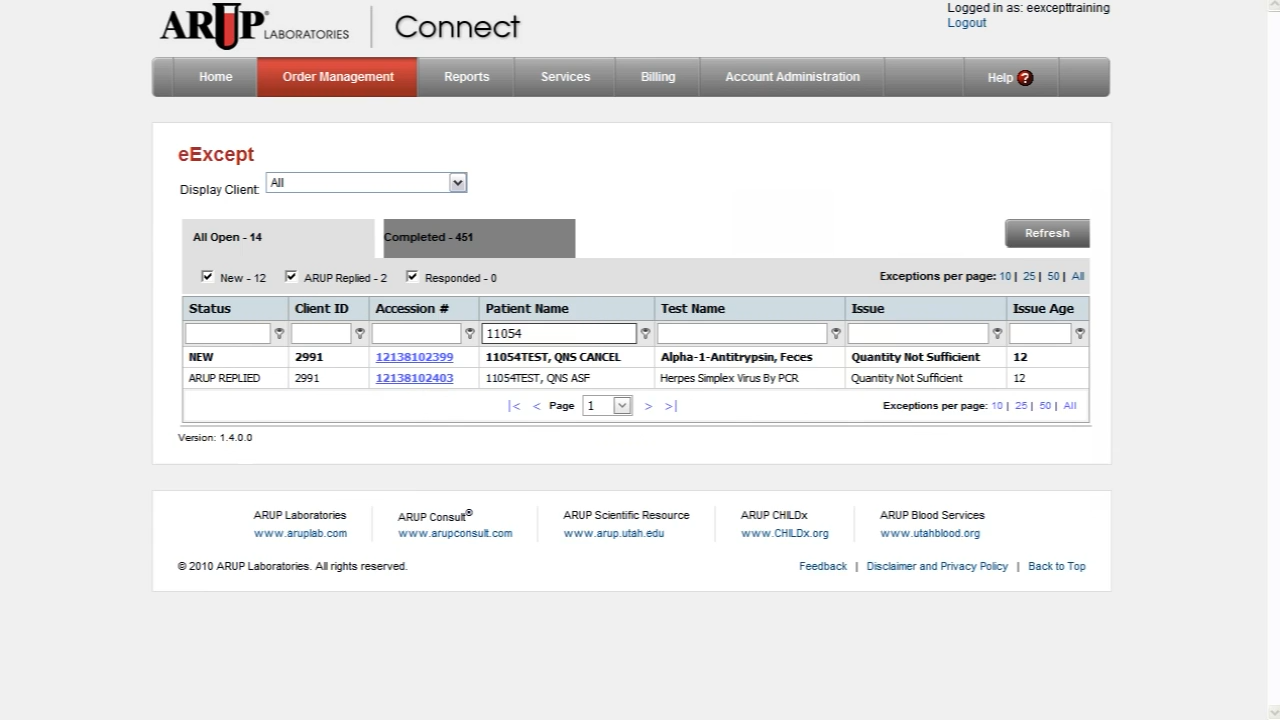 ARUP® LABORATORIES Connect
Logged in as: eexcepttraining
Logout
Home Order Management Reports Services Billing Account Administration Help ?
eExcept
Display Client: All
All Open - 14 Completed - 451 Refresh
New - 12 ARUP Replied - 2 Responded - 0 Exceptions per page: 10 | 25 | 50 | All
Status Client ID Accession # Patient Name Test Name Issue Issue Age
11054
NEW 2991 12138102399 11054TEST, QNS CANCEL Alpha-1-Antitrypsin, Feces Quantity Not Sufficient 12
ARUP REPLIED 2991 12138102403 11054TEST, QNS ASF Herpes Simplex Virus By PCR Quantity Not Sufficient 12
|< < Page 1 > >| Exceptions per page: 10 | 25 | 50 | All
Version: 1.4.0.0
ARUP Laboratories ARUP Consult® ARUP Scientific Resource ARUP CHILDx ARUP Blood Services
www.aruplab.com www.arupconsult.com www.arup.utah.edu www.CHILDx.org www.utahblood.org
© 2010 ARUP Laboratories. All rights reserved. Feedback | Disclaimer and Privacy Policy | Back to Top